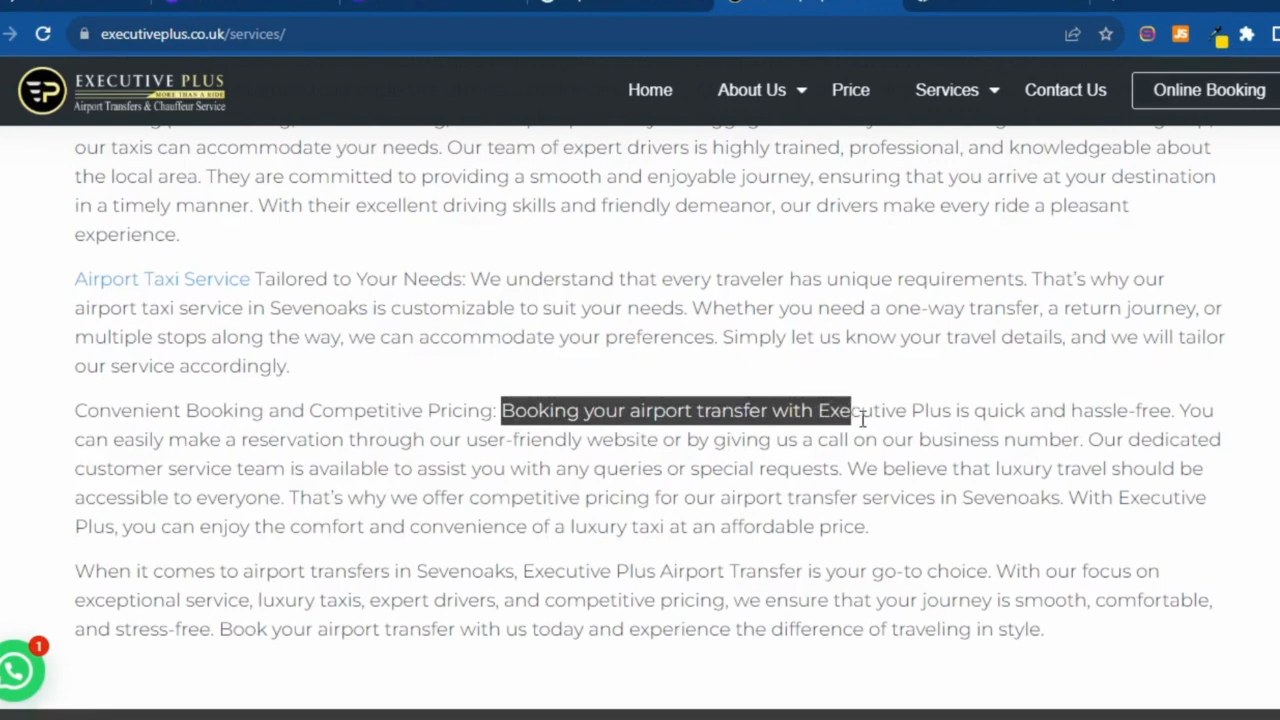 executiveplus.co.uk/services/
JS
EP
EXECUTIVE PLUS
MORE THAN A RIDE
Airport Transfers & Chauffeur Service
Home
About Us
Price
Services
Contact Us
Online Booking
our taxis can accommodate your needs. Our team of expert drivers is highly trained, professional, and knowledgeable about
the local area. They are committed to providing a smooth and enjoyable journey, ensuring that you arrive at your destination
in a timely manner. With their excellent driving skills and friendly demeanor, our drivers make every ride a pleasant
experience.
Airport Taxi Service Tailored to Your Needs: We understand that every traveler has unique requirements. That’s why our
airport taxi service in Sevenoaks is customizable to suit your needs. Whether you need a one-way transfer, a return journey, or
multiple stops along the way, we can accommodate your preferences. Simply let us know your travel details, and we will tailor
our service accordingly.
Convenient Booking and Competitive Pricing: Booking your airport transfer with Executive Plus is quick and hassle-free. You
can easily make a reservation through our user-friendly website or by giving us a call on our business number. Our dedicated
customer service team is available to assist you with any queries or special requests. We believe that luxury travel should be
accessible to everyone. That’s why we offer competitive pricing for our airport transfer services in Sevenoaks. With Executive
Plus, you can enjoy the comfort and convenience of a luxury taxi at an affordable price.
When it comes to airport transfers in Sevenoaks, Executive Plus Airport Transfer is your go-to choice. With our focus on
exceptional service, luxury taxis, expert drivers, and competitive pricing, we ensure that your journey is smooth, comfortable,
and stress-free. Book your airport transfer with us today and experience the difference of traveling in style.
1